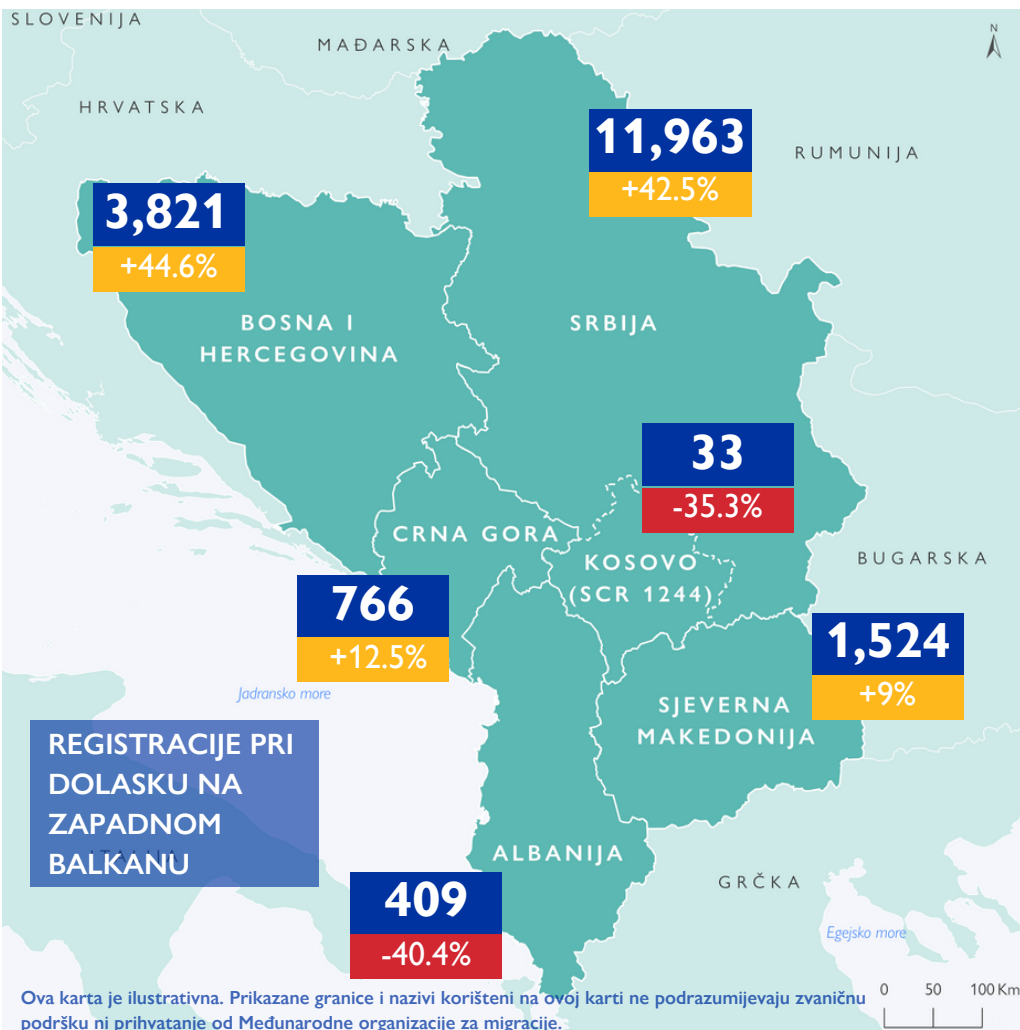 SLOVENIJA
MAĐARSKA
N
HRVATSKA
11,963
+42.5%
RUMUNIJA
3,821
+44.6%
BOSNA I
HERCEGOVINA
SRBIJA
33
-35.3%
CRNA GORA
KOSOVO
(SCR 1244)
BUGARSKA
766
+12.5%
1,524
+9%
Jadransko more
SJEVERNA
MAKEDONIJA
REGISTRACIJE PRI
DOLASKU NA
ZAPADNOM
BALKANU
ITALIJA
ALBANIJA
GRČKA
409
-40.4%
Egejsko more
Ova karta je ilustrativna. Prikazane granice i nazivi korišteni na ovoj karti ne podrazumijevaju zvaničnu
podršku ni prihvatanje od Međunarodne organizacije za migracije.
0 50 100 Km